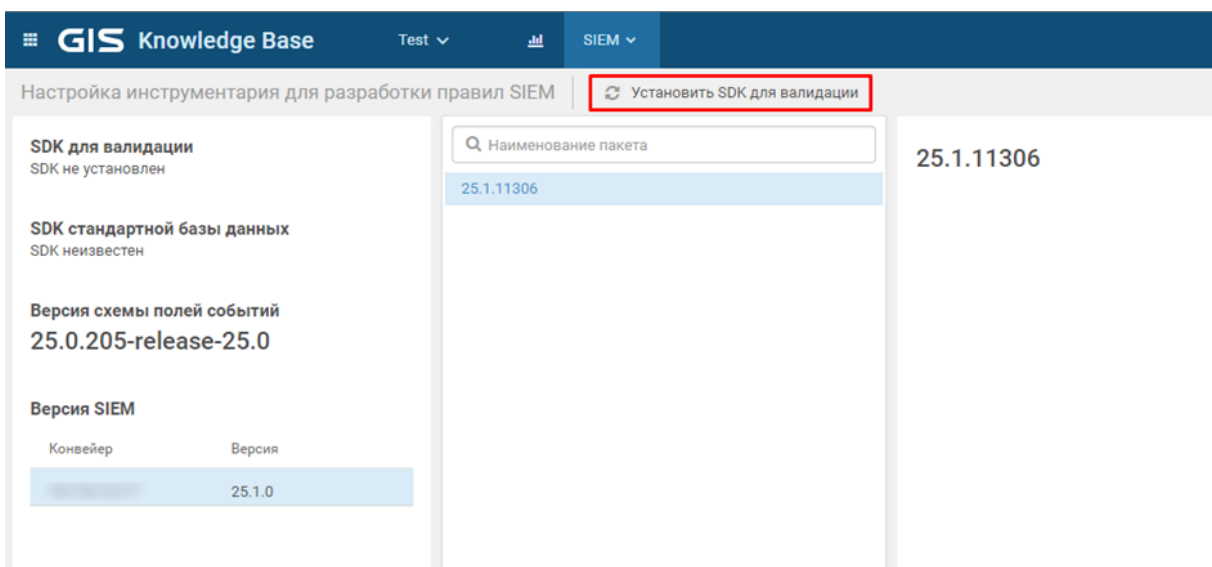 GIS Knowledge Base Test SIEM
Настройка инструментария для разработки правил SIEM Установить SDK для валидации
SDK для валидации
SDK не установлен
SDK стандартной базы данных
SDK неизвестен
Версия схемы полей событий
25.0.205-release-25.0
Версия SIEM
Конвейер Версия
25.1.0
Наименование пакета
25.1.11306
25.1.11306